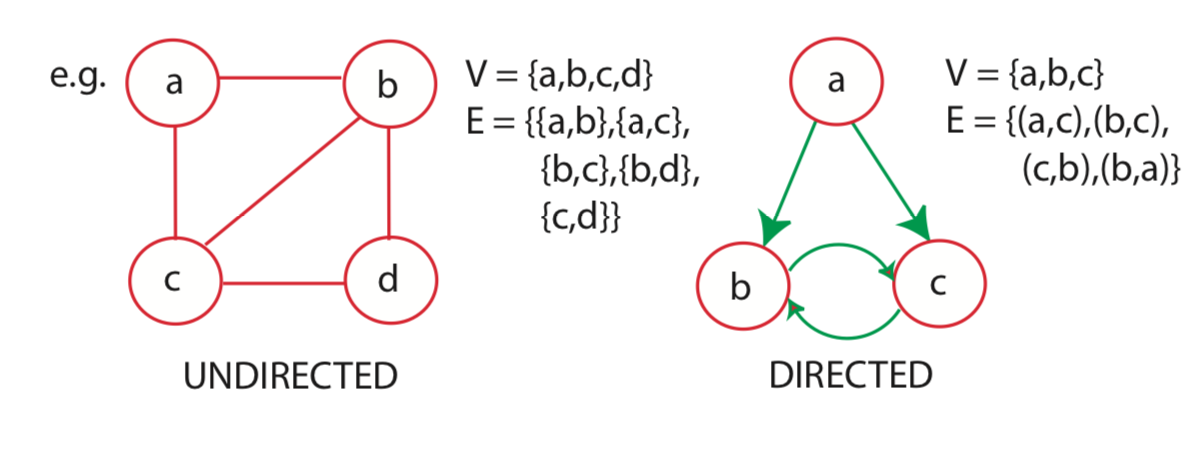 e.g.
a
b
c
d
V = {a,b,c,d}
E = {{a,b},{a,c},
{b,c},{b,d},
{c,d}}
UNDIRECTED
a
b
c
V = {a,b,c}
E = {(a,c),(b,c),
(c,b),(b,a)}
DIRECTED